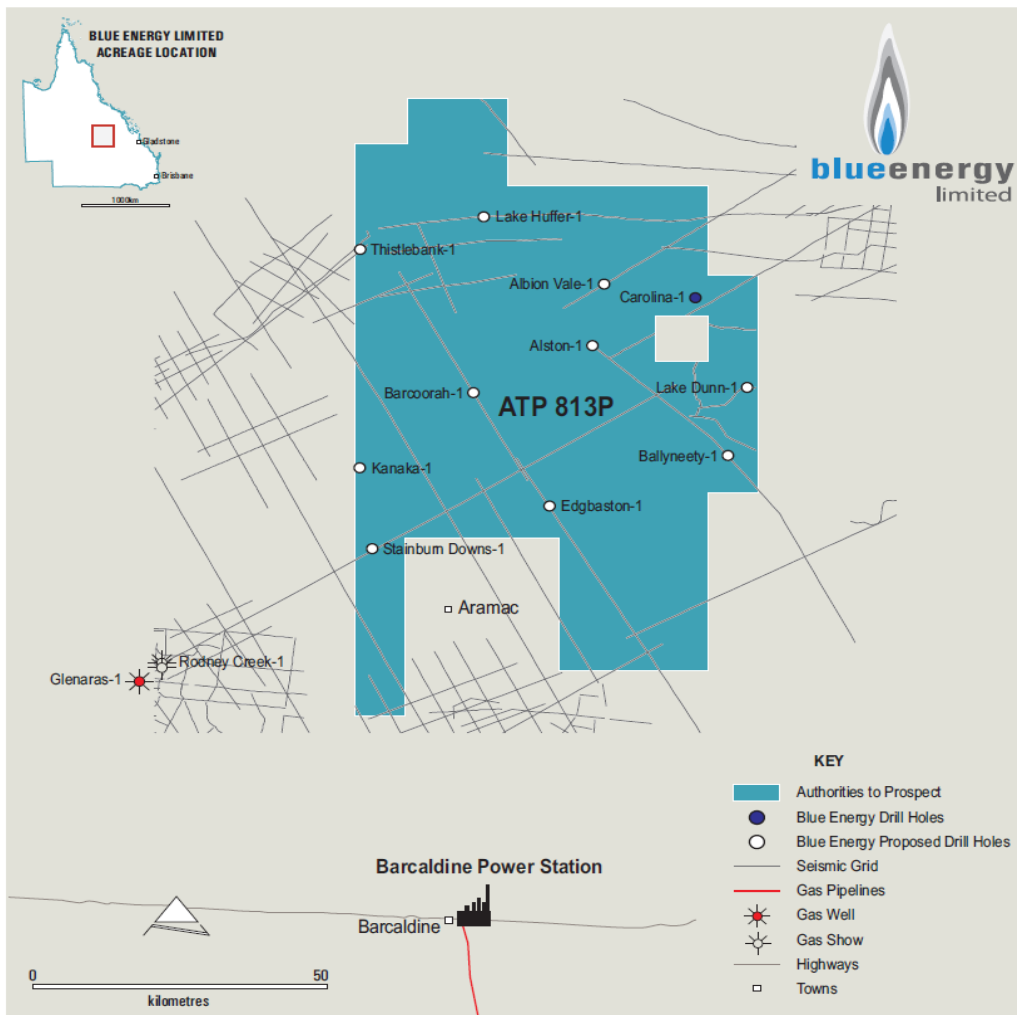 BLUE ENERGY LIMITED
ACREAGE LOCATION
Gladstone
Brisbane
1000km
blueenergy
limited
Lake Huffer-1
Thistlebank-1
Albion Vale-1
Carolina-1
Alston-1
Lake Dunn-1
Barcoorah-1
ATP 813P
Ballyneety-1
Kanaka-1
Edgbaston-1
Stainburn Downs-1
Aramac
Rodney Creek-1
Glenaras-1
KEY
Authorities to Prospect
Blue Energy Drill Holes
Blue Energy Proposed Drill Holes
Seismic Grid
Gas Pipelines
Gas Well
Gas Show
Highways
Towns
Barcaldine Power Station
Barcaldine
0 50
kilometres